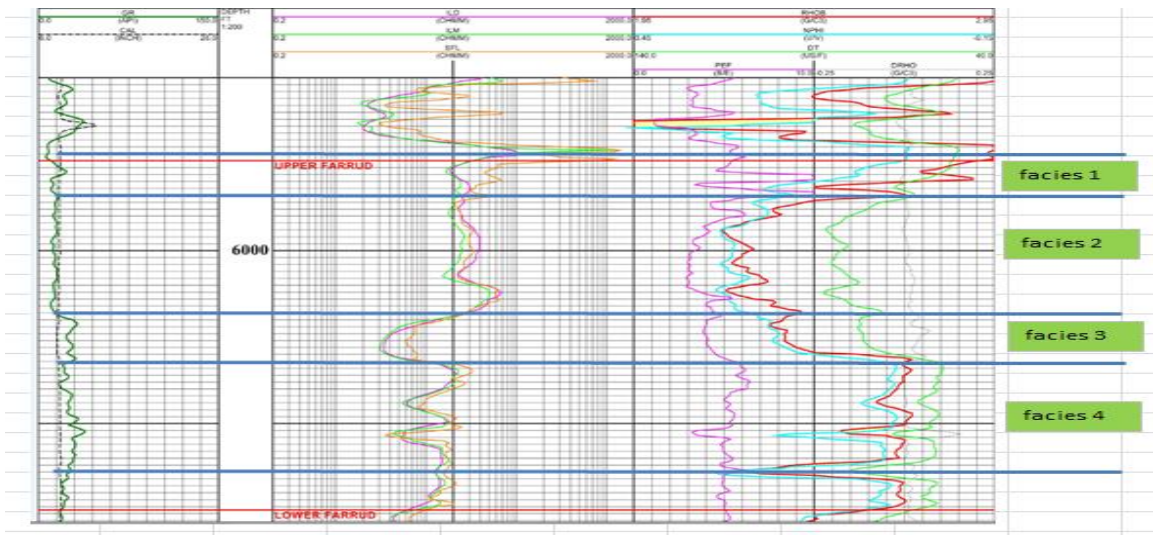 GR
0.0 (API) 150.0
CAL
0.0 (INCH) 20.0
DEPTH
FT
1:200
ILD
0.2 (OHMM) 2000.0
ILM
0.2 (OHMM) 2000.0
SFL
0.2 (OHMM) 2000.0
RHOB
1.95 (G/C3) 2.95
NPHI
0.45 (V/V) -0.15
DT
140.0 (US/F) 40.0
PEF
0.0 (B/E) 10.0
DRHO
-0.25 (G/C3) 0.25
UPPER FARRUD
facies 1
6000
facies 2
facies 3
facies 4
LOWER FARRUD